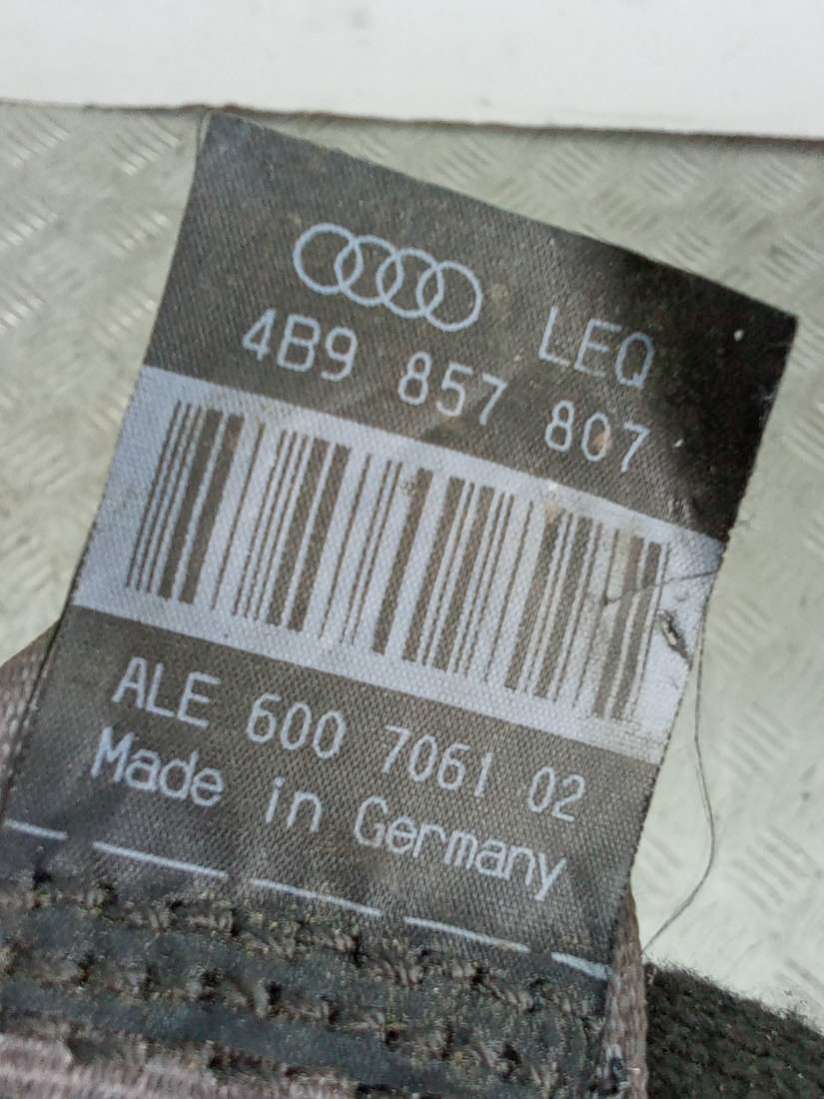 LEQ
4B9 857 807
ALE 600 7061 02
Made in Germany